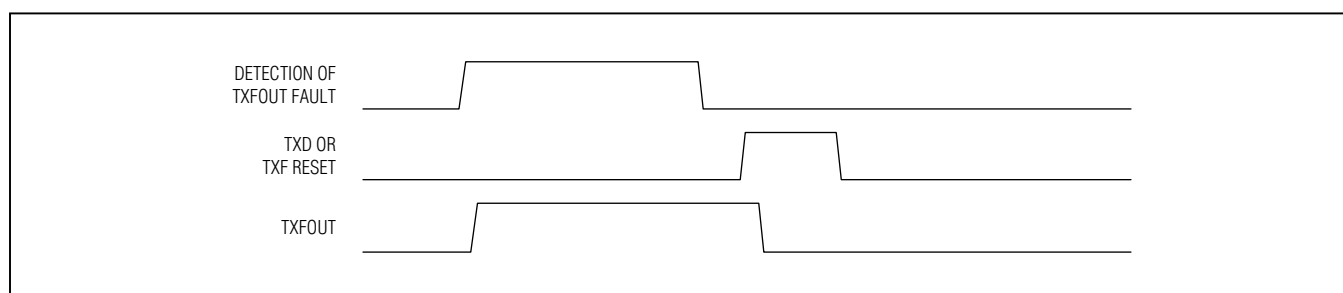 DETECTION OF
TXFOUT FAULT
TXD OR
TXF RESET
TXFOUT